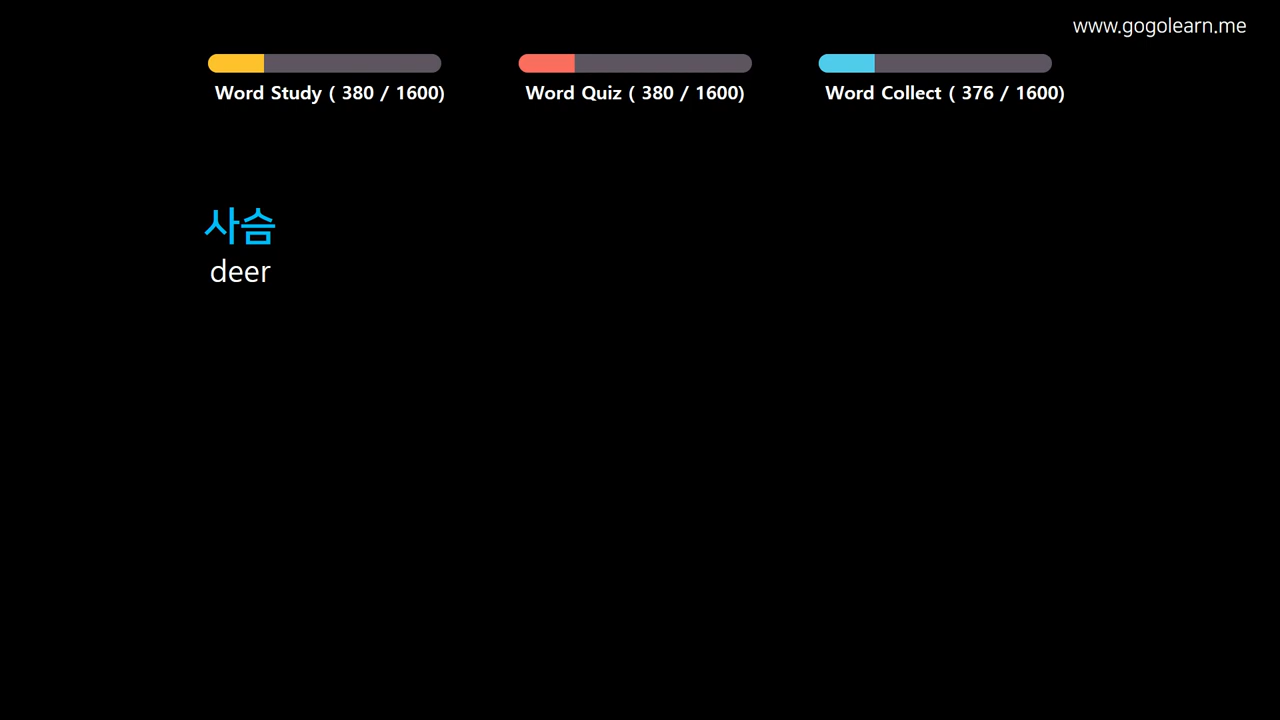 www.gogolearn.me
Word Study ( 380 / 1600)
Word Quiz ( 380 / 1600)
Word Collect ( 376 / 1600)
사슴
deer